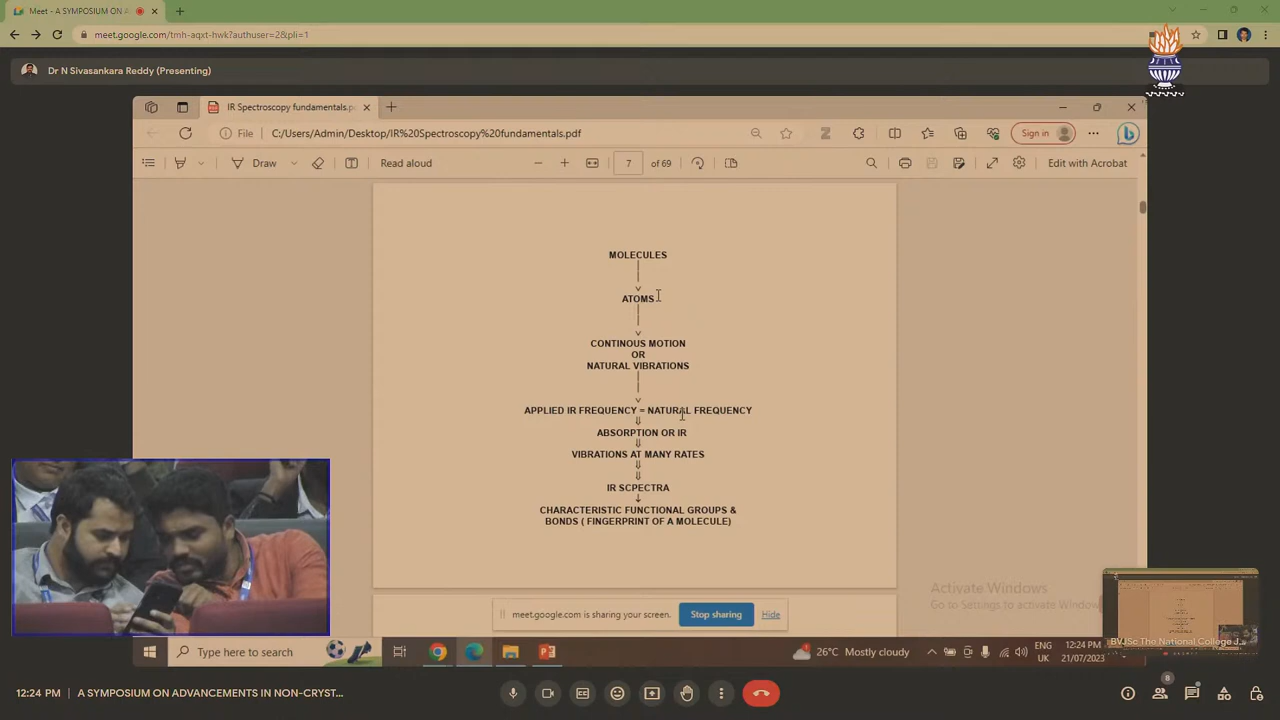 Meet - A SYMPOSIUM ON A
meet.google.com/tmh-aqxt-hwk?authuser=2&pli=1
Dr N Sivasankara Reddy (Presenting)
IR Spectroscopy fundamentals.p
File
C:/Users/Admin/Desktop/IR%20Spectroscopy%20fundamentals.pdf
Sign in
Draw
Read aloud
7
of 69
Edit with Acrobat
MOLECULES
ATOMS
CONTINOUS MOTION
OR
NATURAL VIBRATIONS
APPLIED IR FREQUENCY = NATURAL FREQUENCY
ABSORPTION OR IR
VIBRATIONS AT MANY RATES
IR SCPECTRA
CHARACTERISTIC FUNCTIONAL GROUPS &
BONDS ( FINGERPRINT OF A MOLECULE)
Activate Windows
Go to Settings to activate Windows
meet.google.com is sharing your screen.
Stop sharing
Hide
BVJSc The National College J...
Type here to search
26°C Mostly cloudy
ENG
UK
12:24 PM
21/07/2023
12:24 PM | A SYMPOSIUM ON ADVANCEMENTS IN NON-CRYST...
8